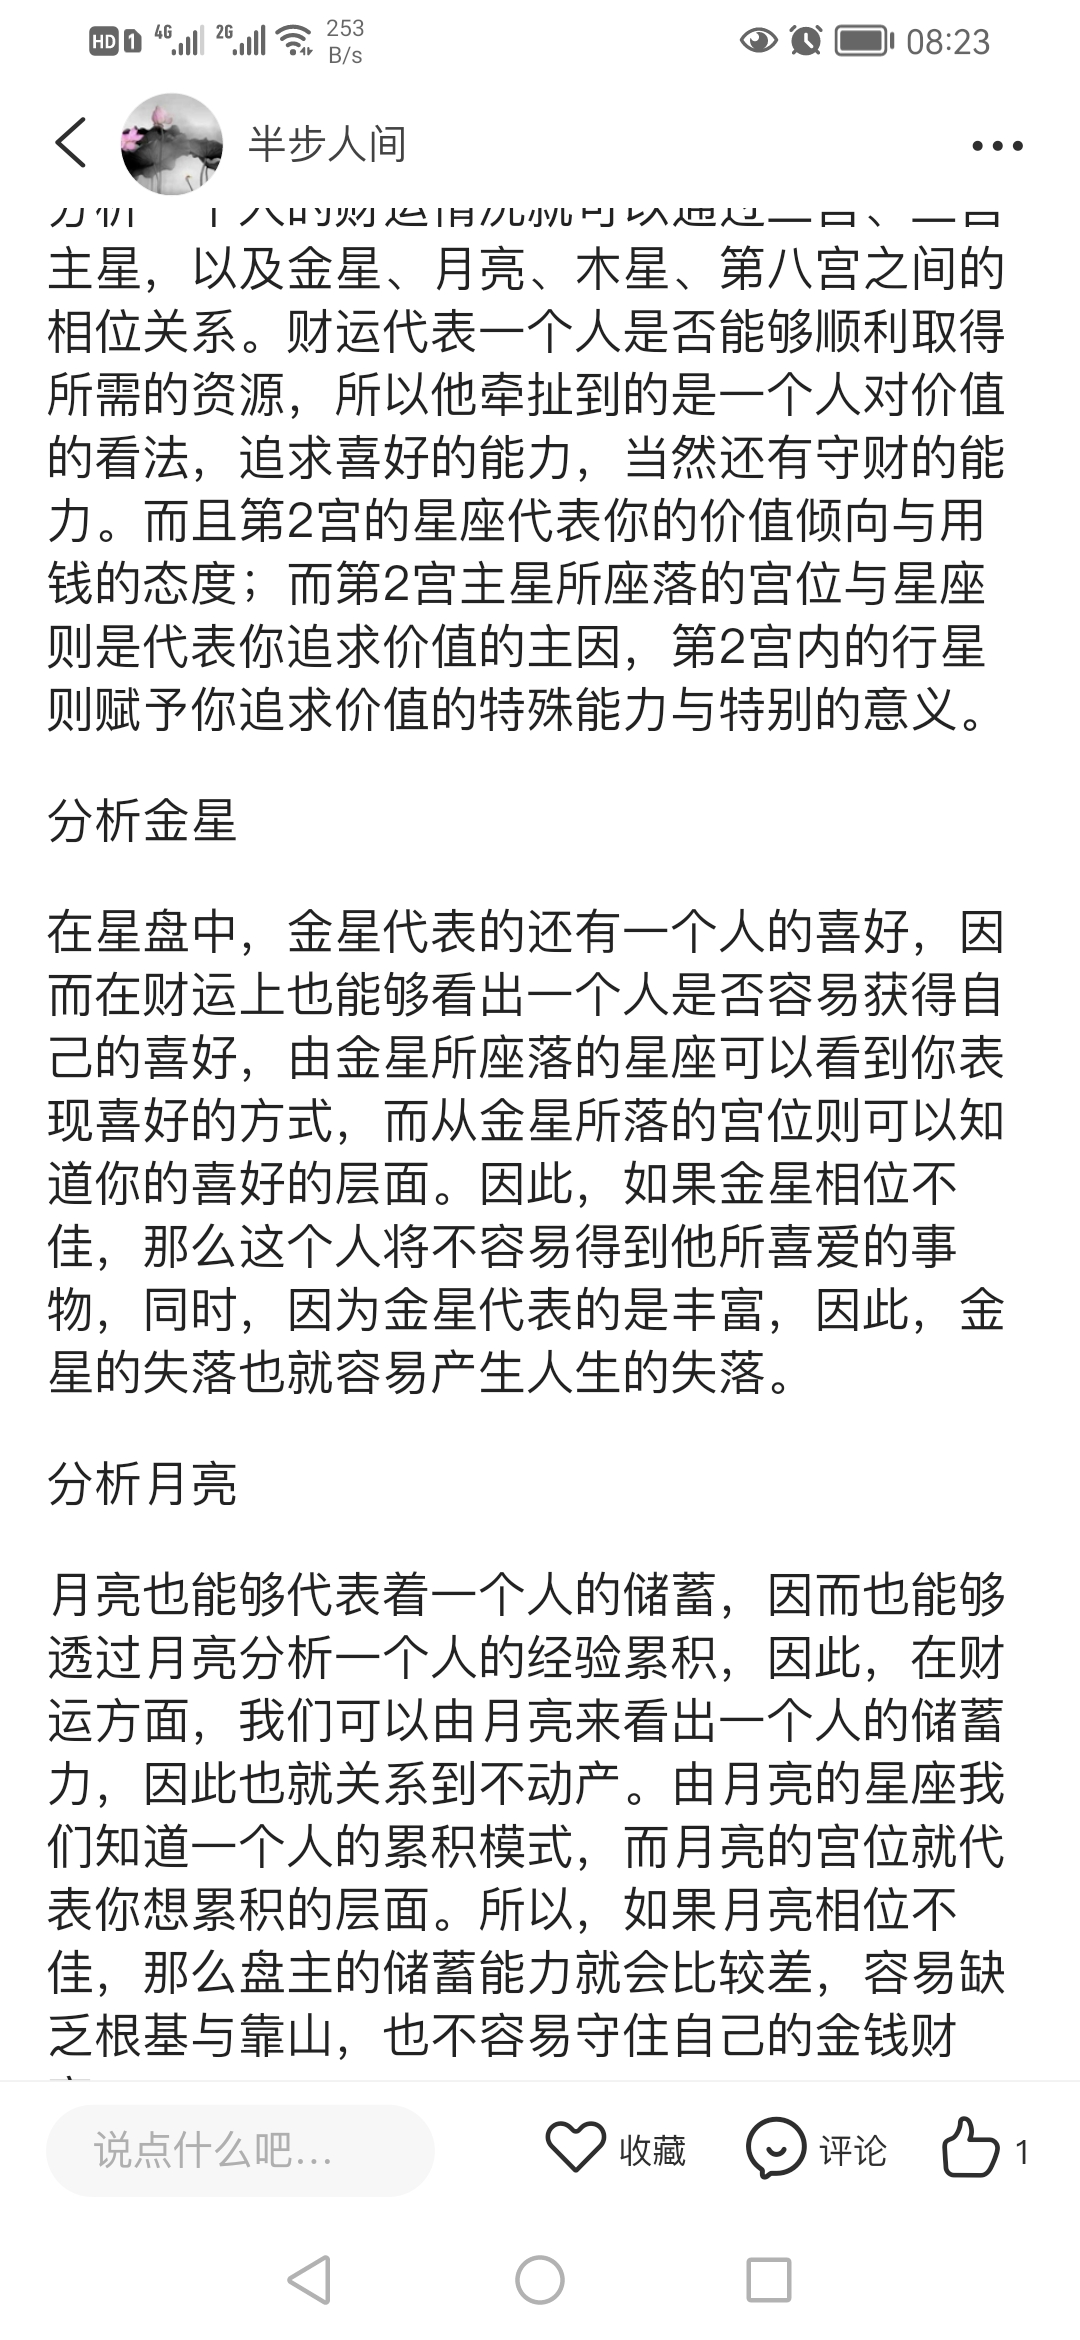 HD 1 4G 2G 253 B/s 08:23
半步人间
分析一个人的财运情况就可以通过二宫、二宫
主星，以及金星、月亮、木星、第八宫之间的
相位关系。财运代表一个人是否能够顺利取得
所需的资源，所以他牵扯到的是一个人对价值
的看法，追求喜好的能力，当然还有守财的能
力。而且第2宫的星座代表你的价值倾向与用
钱的态度；而第2宫主星所座落的宫位与星座
则是代表你追求价值的主因，第2宫内的行星
则赋予你追求价值的特殊能力与特别的意义。
分析金星
在星盘中，金星代表的还有一个人的喜好，因
而在财运上也能够看出一个人是否容易获得自
己的喜好，由金星所座落的星座可以看到你表
现喜好的方式，而从金星所落的宫位则可以知
道你的喜好的层面。因此，如果金星相位不
佳，那么这个人将不容易得到他所喜爱的事
物，同时，因为金星代表的是丰富，因此，金
星的失落也就容易产生人生的失落。
分析月亮
月亮也能够代表着一个人的储蓄，因而也能够
透过月亮分析一个人的经验累积，因此，在财
运方面，我们可以由月亮来看出一个人的储蓄
力，因此也就关系到不动产。由月亮的星座我
们知道一个人的累积模式，而月亮的宫位就代
表你想累积的层面。所以，如果月亮相位不
佳，那么盘主的储蓄能力就会比较差，容易缺
乏根基与靠山，也不容易守住自己的金钱财
说点什么吧... 收藏 评论 1